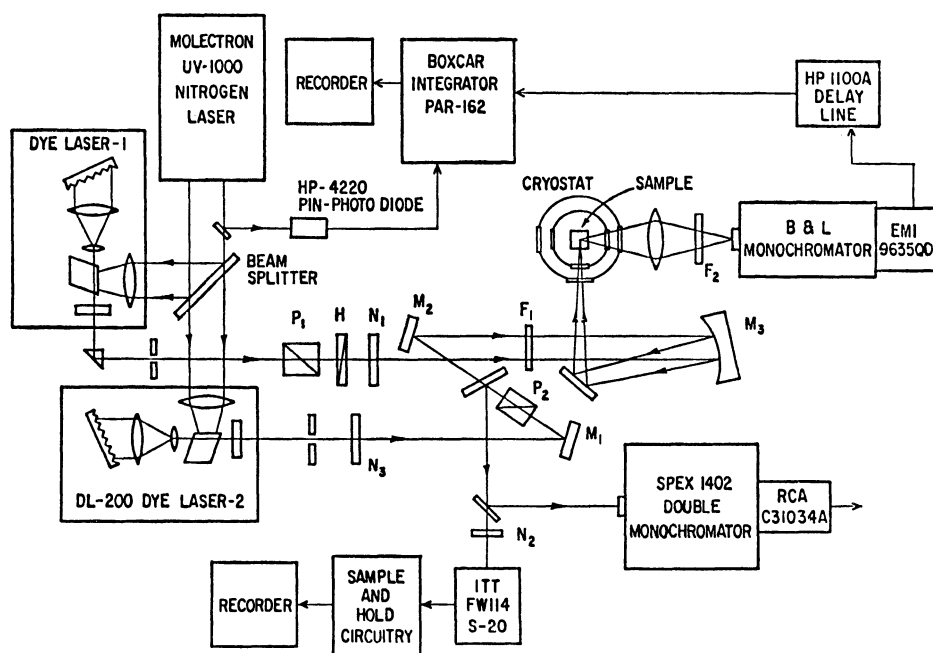 MOLECTRON
UV-1000
NITROGEN
LASER
RECORDER
BOXCAR
INTEGRATOR
PAR-162
HP 1100A
DELAY
LINE
DYE LASER-1
HP-4220
PIN-PHOTO DIODE
CRYOSTAT
SAMPLE
B & L
MONOCHROMATOR
EMI
9635QD
F2
BEAM
SPLITTER
P1
H
N1
M2
F1
M3
P2
M1
N3
DL-200 DYE LASER-2
SPEX 1402
DOUBLE
MONOCHROMATOR
RCA
C31034A
N2
RECORDER
SAMPLE
AND
HOLD
CIRCUITRY
ITT
FW114
S-20